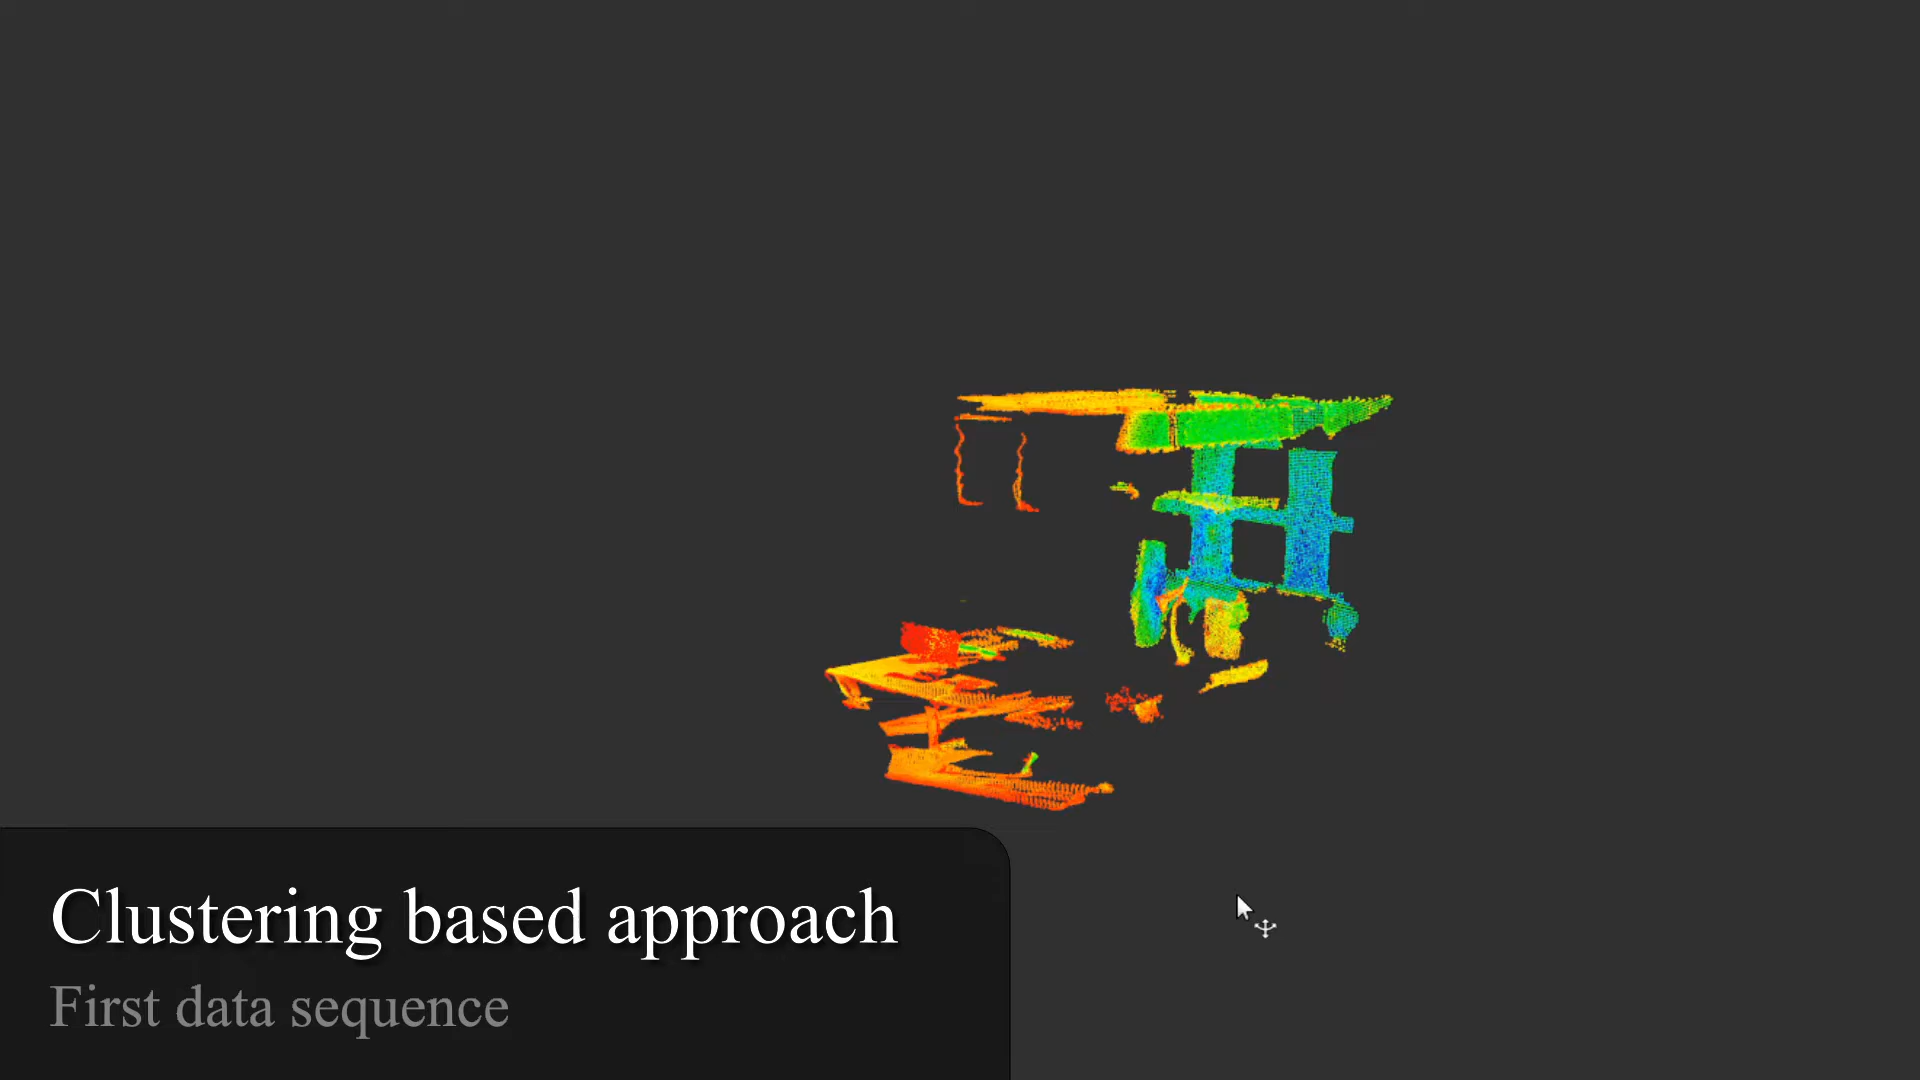 Clustering based approach
First data sequence